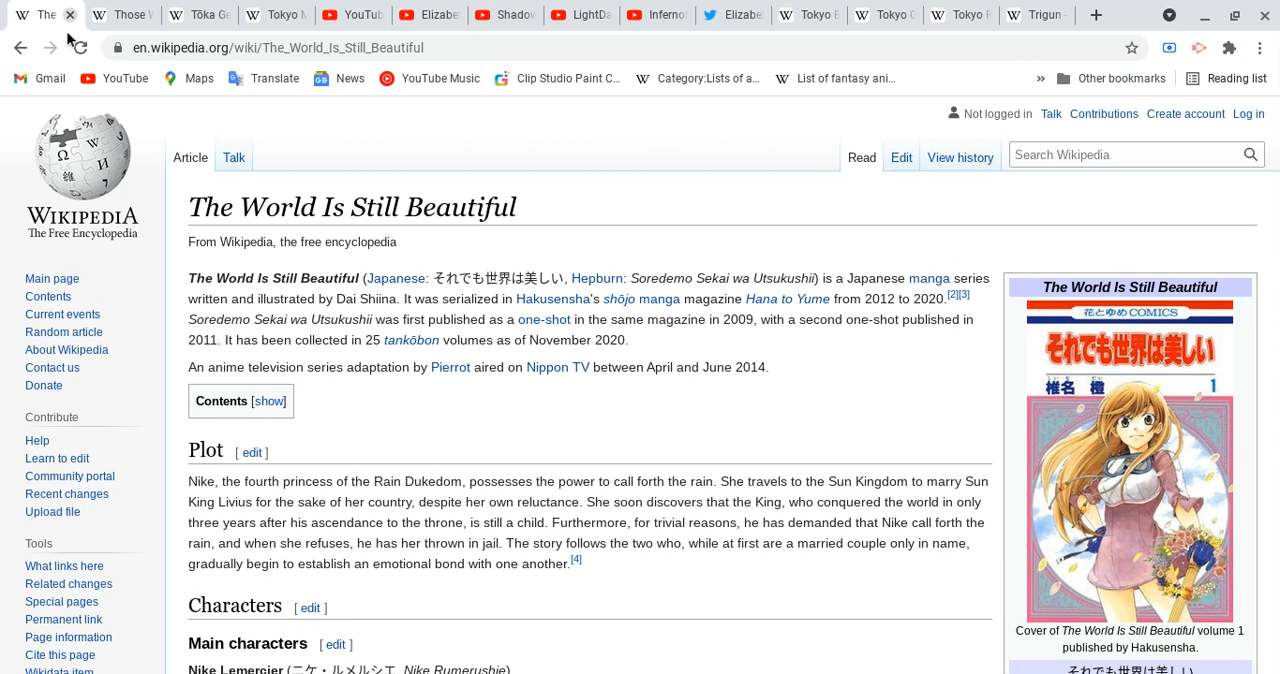 The
Those W
Tōka Ge
Tokyo M
YouTub
Elizabet
Shadow
LightDa
Inferno
Elizabet
Tokyo E
Tokyo G
Tokyo R
Trigun -
en.wikipedia.org/wiki/The_World_Is_Still_Beautiful
Gmail
YouTube
Maps
Translate
News
YouTube Music
Clip Studio Paint C...
Category:Lists of a...
List of fantasy ani...
»
Other bookmarks
Reading list
Not logged in Talk Contributions Create account Log in
Article Talk Read Edit View history Search Wikipedia
WIKIPEDIA
The Free Encyclopedia
Main page
Contents
Current events
Random article
About Wikipedia
Contact us
Donate
Contribute
Help
Learn to edit
Community portal
Recent changes
Upload file
Tools
What links here
Related changes
Special pages
Permanent link
Page information
Cite this page
Wikidata item
The World Is Still Beautiful
From Wikipedia, the free encyclopedia
The World Is Still Beautiful (Japanese: それでも世界は美しい, Hepburn: Soredemo Sekai wa Utsukushii) is a Japanese manga series
written and illustrated by Dai Shiina. It was serialized in Hakusensha's shōjo manga magazine Hana to Yume from 2012 to 2020.[2][3]
Soredemo Sekai wa Utsukushii was first published as a one-shot in the same magazine in 2009, with a second one-shot published in
2011. It has been collected in 25 tankōbon volumes as of November 2020.
An anime television series adaptation by Pierrot aired on Nippon TV between April and June 2014.
Contents [show]
Plot [ edit ]
Nike, the fourth princess of the Rain Dukedom, possesses the power to call forth the rain. She travels to the Sun Kingdom to marry Sun
King Livius for the sake of her country, despite her own reluctance. She soon discovers that the King, who conquered the world in only
three years after his ascendance to the throne, is still a child. Furthermore, for trivial reasons, he has demanded that Nike call forth the
rain, and when she refuses, he has her thrown in jail. The story follows the two who, while at first are a married couple only in name,
gradually begin to establish an emotional bond with one another.[4]
Characters [ edit ]
Main characters [ edit ]
Nike Lemercier (ニケ・ルメルシエ, Nike Rumerushie)
The World Is Still Beautiful
花とゆめCOMICS
それでも世界は美しい
椎名 橙 1
Cover of The World Is Still Beautiful volume 1
published by Hakusensha.
それでも世界は美しい